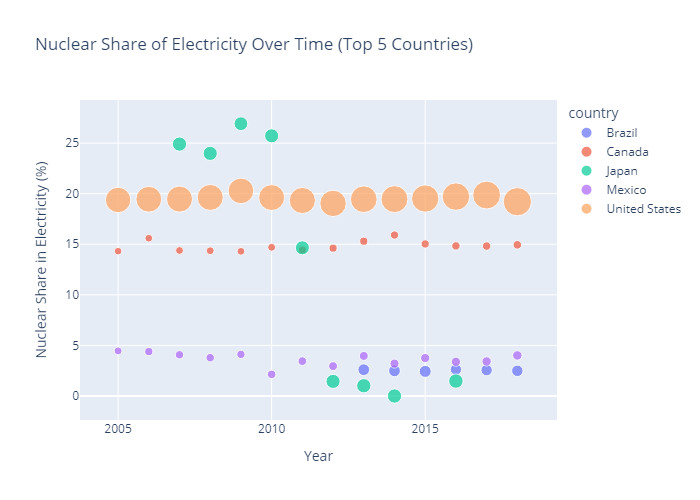 Nuclear Share of Electricity Over Time (Top 5 Countries)
country
Brazil
Canada
Japan
Mexico
United States
Nuclear Share in Electricity (%)
25
20
15
10
5
0
2005
2010
2015
Year